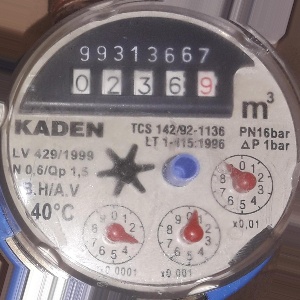 99313667
02369
m³
KADEN TCS 142/92-1136 PN16bar
LV 429/1999 LT 1-415:1996 ΔP 1bar
N 0,6/Qp 1,5
B.H/A.V
40°C
x0,01
x0,0001 x0,001